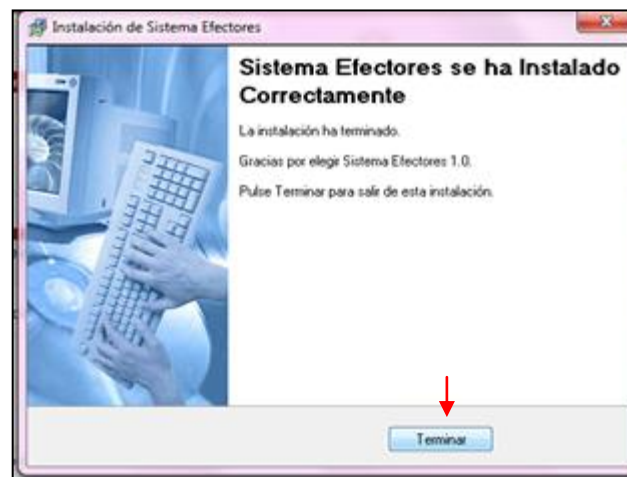 Instalación de Sistema Efectores
Sistema Efectores se ha Instalado
Correctamente
La instalación ha terminado.
Gracias por elegir Sistema Efectores 1.0.
Pulse Terminar para salir de esta instalación.
Terminar